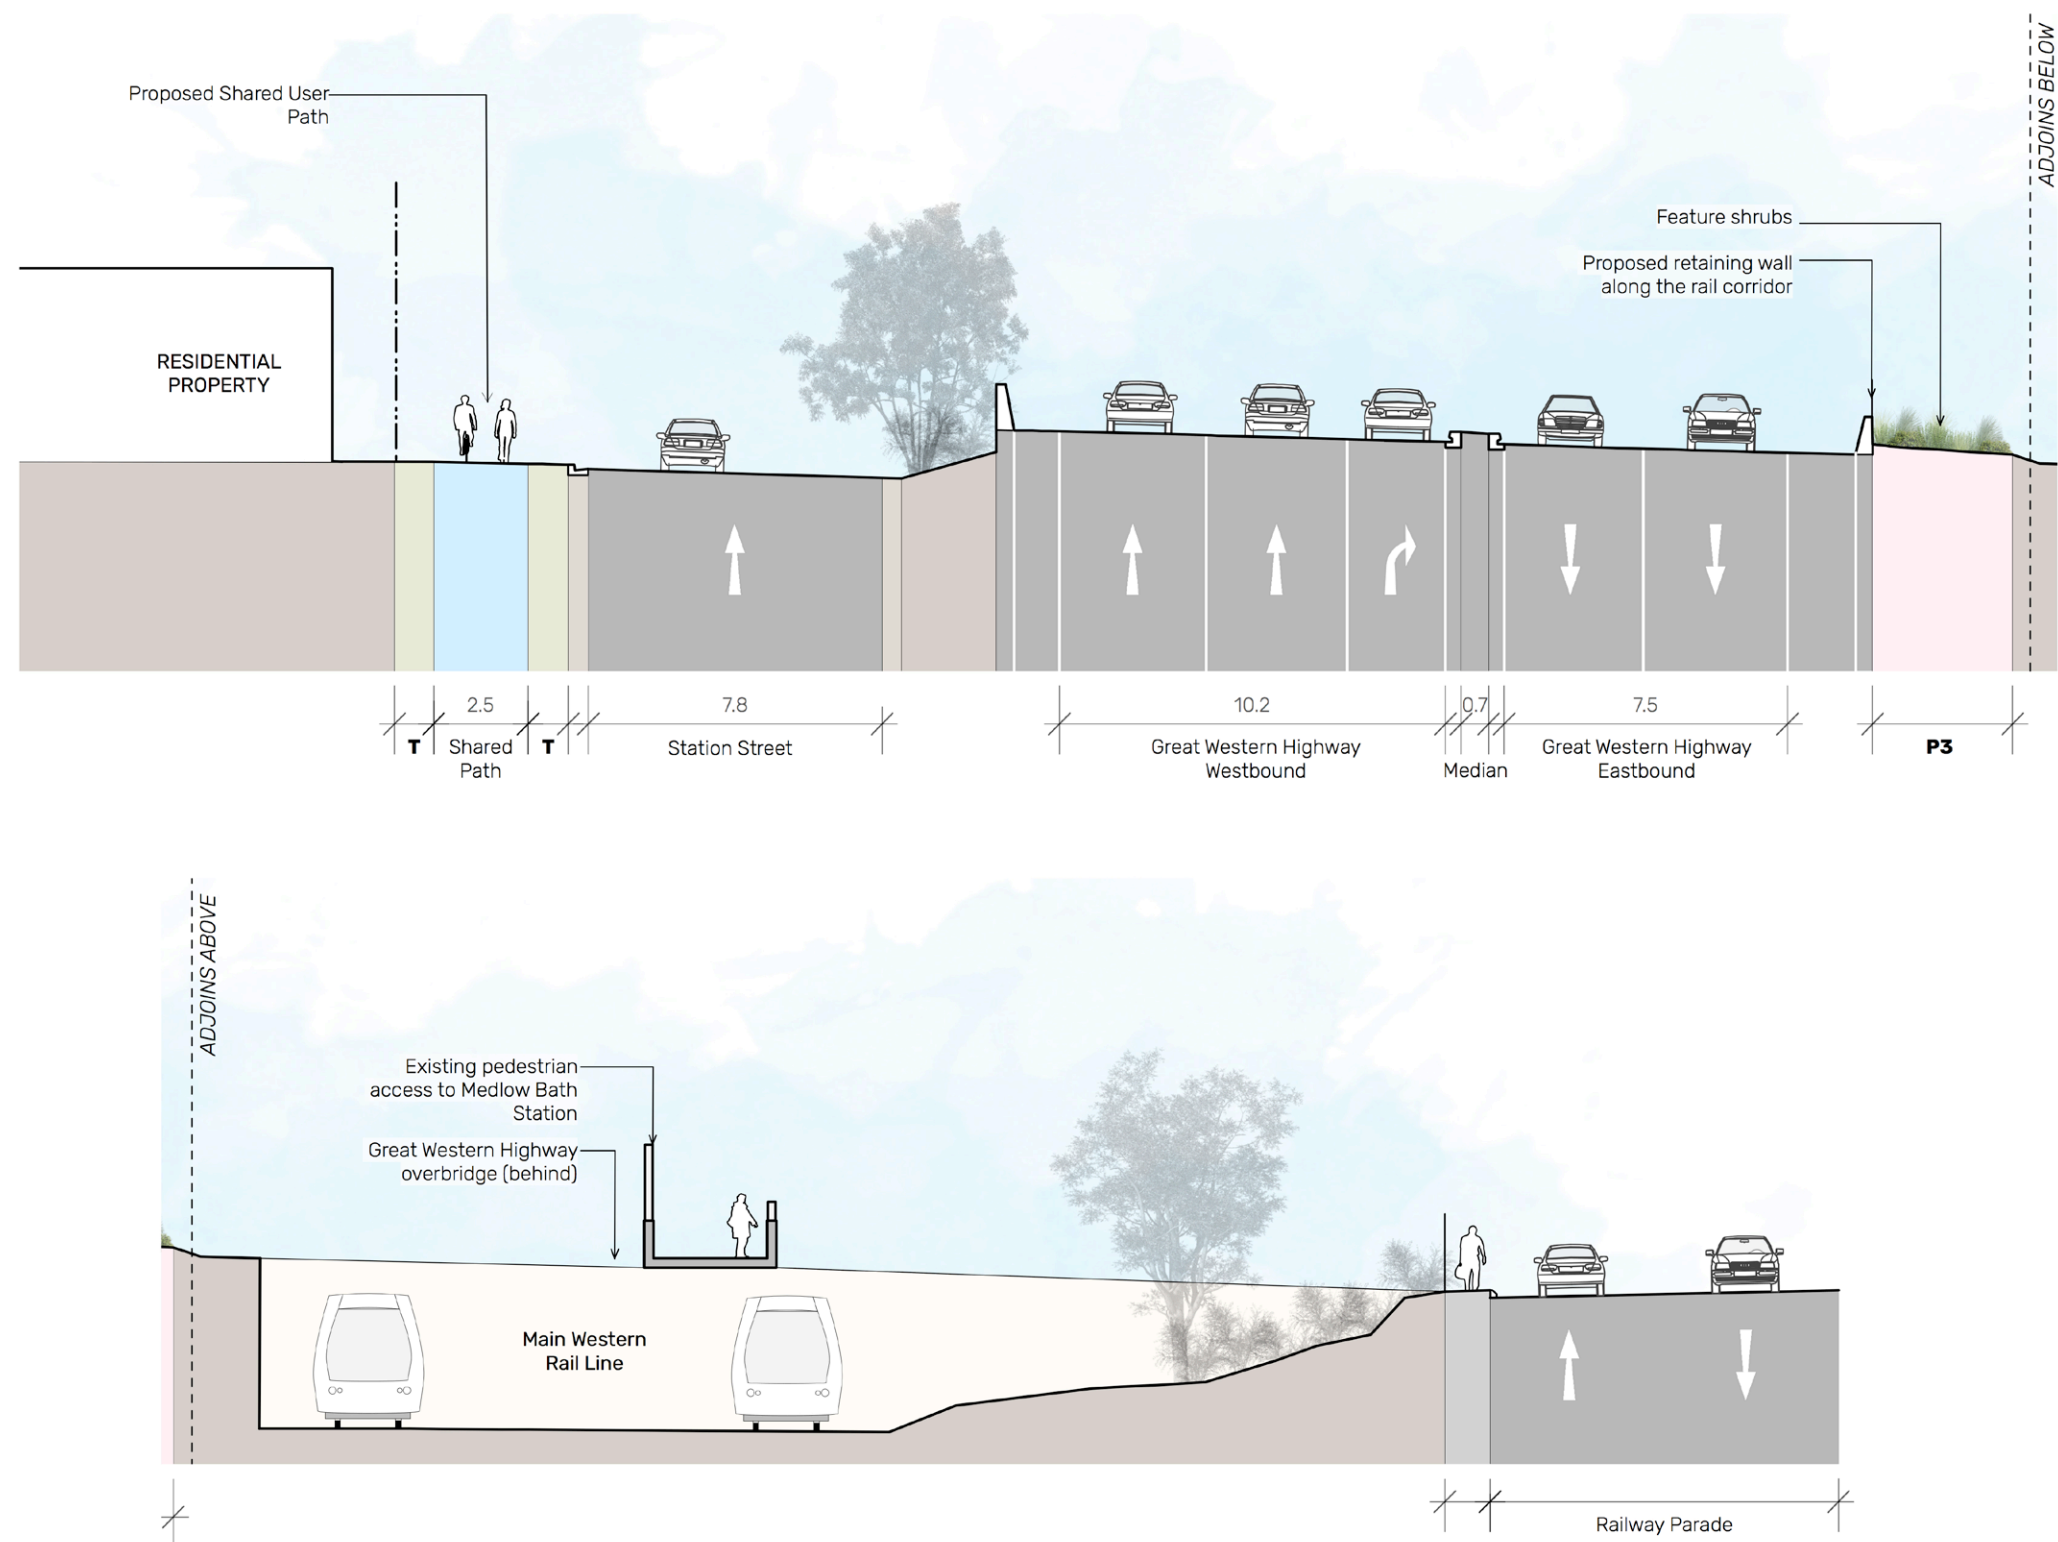 Proposed Shared User
Path
ADJOINS BELOW
Feature shrubs
Proposed retaining wall
along the rail corridor
RESIDENTIAL
PROPERTY
2.5
7.8
10.2
0.7
7.5
T
Shared
Path
T
Station Street
Great Western Highway
Westbound
Median
Great Western Highway
Eastbound
P3
ADJOINS ABOVE
Existing pedestrian
access to Medlow Bath
Station
Great Western Highway
overbridge (behind)
Main Western
Rail Line
Railway Parade